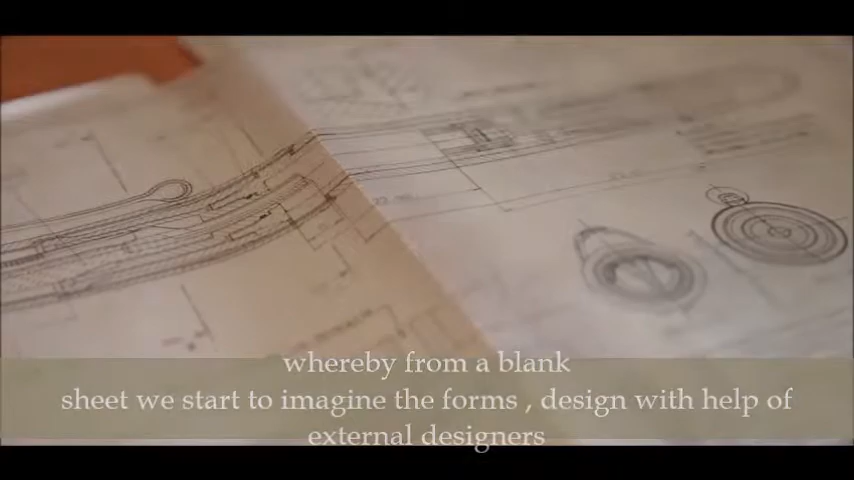 whereby from a blank
sheet we start to imagine the forms , design with help of
external designers